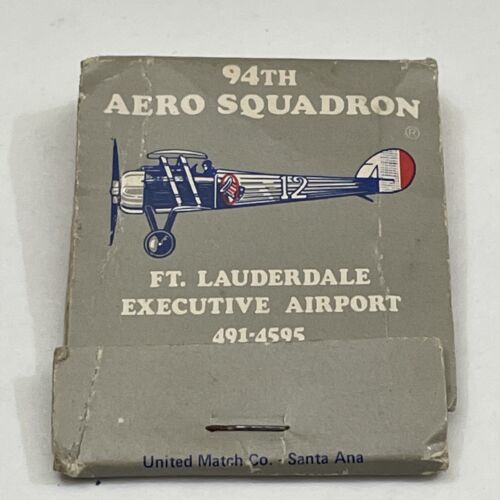 94TH
AERO SQUADRON
®
12
FT. LAUDERDALE
EXECUTIVE AIRPORT
491-4595
United Match Co. - Santa Ana